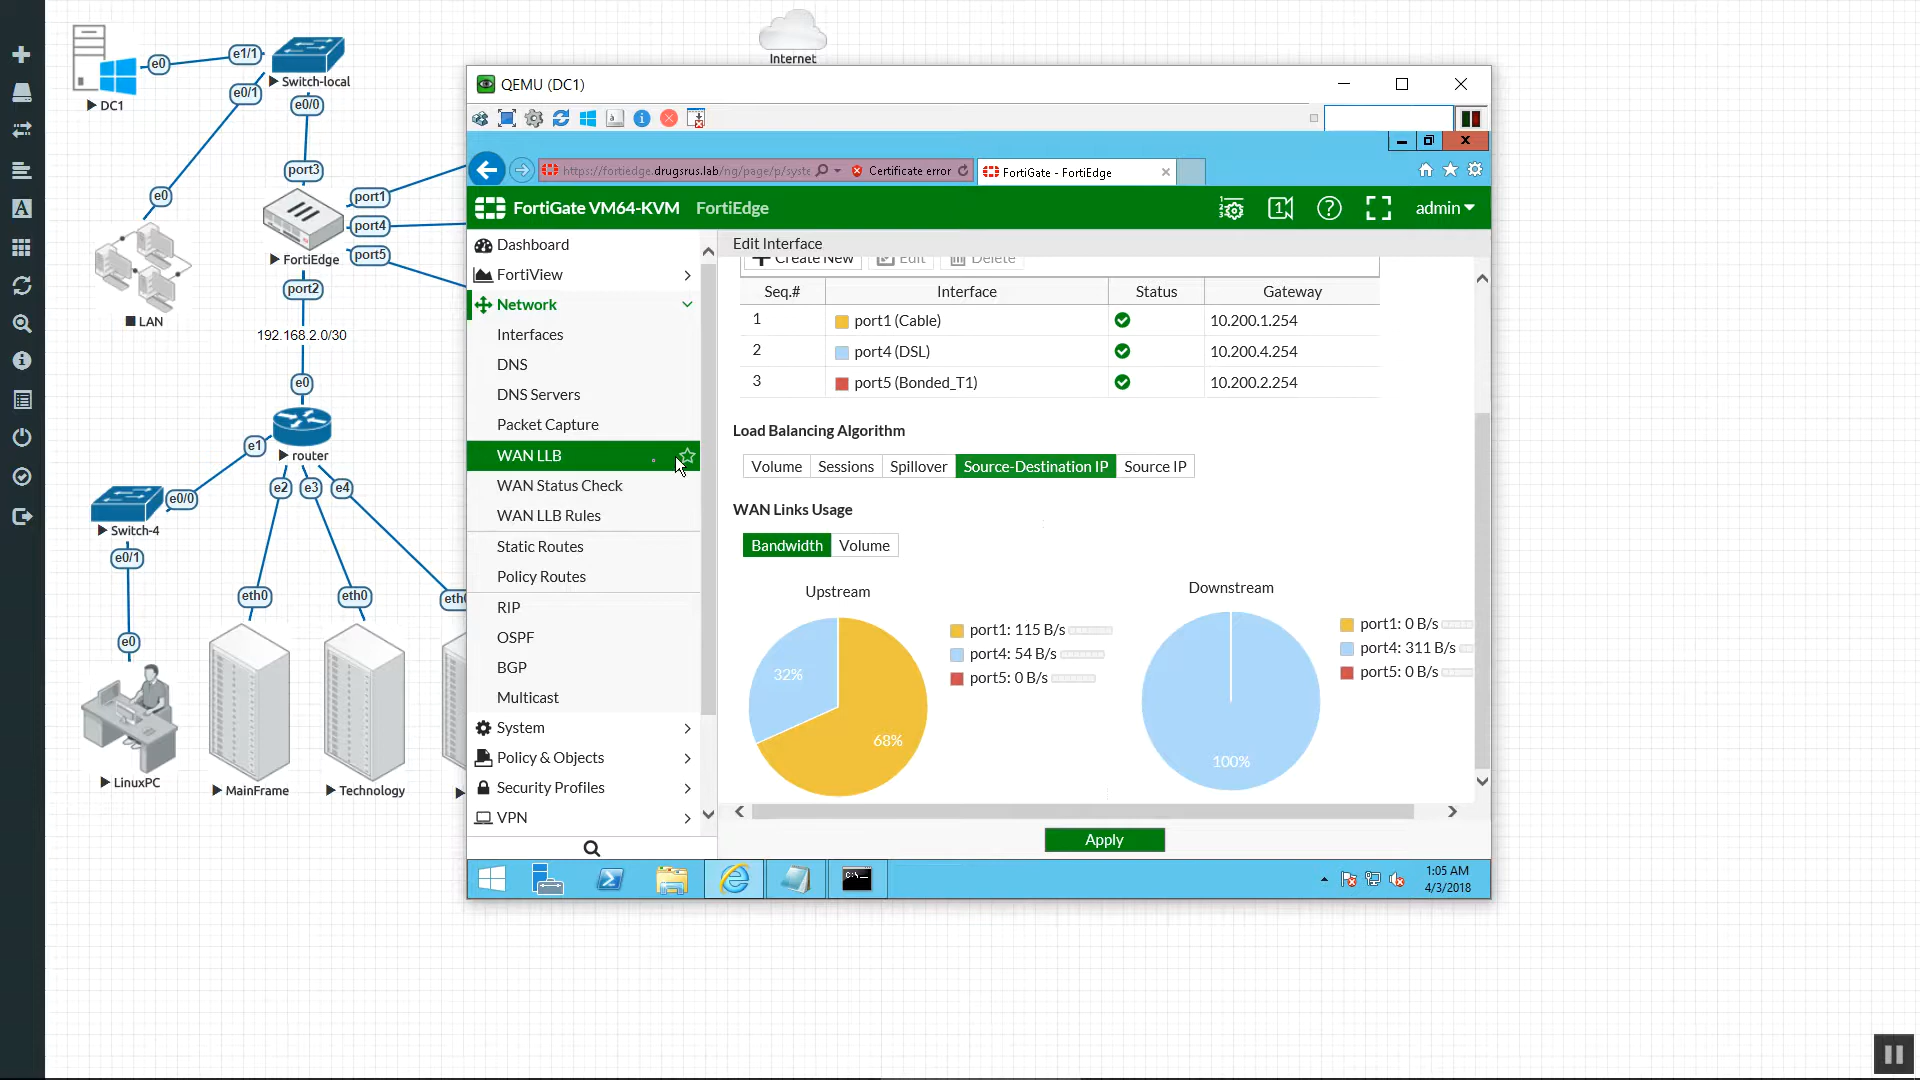 Internet
e0
e1/1
Switch-local
DC1
e0/1
e0/0
port3
e0
port1
port4
port5
FortiEdge
LAN
port2
192.168.2.0/30
e0
e1
router
e2
e3
e4
e0/0
Switch-4
e0/1
eth0
eth0
e0
LinuxPC
MainFrame
Technology
QEMU (DC1)
https://fortiedge.drugsrus.lab/ng/page/p/syste
Certificate error
FortiGate - FortiEdge
FortiGate VM64-KVM FortiEdge
admin
Dashboard
FortiView
Network
Interfaces
DNS
DNS Servers
Packet Capture
WAN LLB
WAN Status Check
WAN LLB Rules
Static Routes
Policy Routes
RIP
OSPF
BGP
Multicast
System
Policy & Objects
Security Profiles
VPN
Edit Interface
Create New Edit Delete
Seq.# Interface Status Gateway
1 port1 (Cable) 10.200.1.254
2 port4 (DSL) 10.200.4.254
3 port5 (Bonded_T1) 10.200.2.254
Load Balancing Algorithm
Volume Sessions Spillover Source-Destination IP Source IP
WAN Links Usage
Bandwidth Volume
Upstream
32%
68%
port1: 115 B/s
port4: 54 B/s
port5: 0 B/s
Downstream
100%
port1: 0 B/s
port4: 311 B/s
port5: 0 B/s
Apply
1:05 AM
4/3/2018